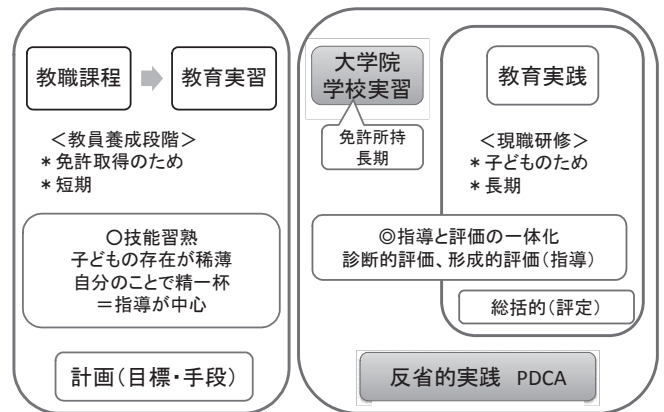 教職課程
教育実習
＜教員養成段階＞
＊免許取得のため
＊短期
○技能習熟
子どもの存在が稀薄
自分のことで精一杯
＝指導が中心
計画（目標・手段）
大学院
学校実習
免許所持
長期
教育実践
＜現職研修＞
＊子どものため
＊長期
◎指導と評価の一体化
診断的評価、形成的評価（指導）
総括的（評定）
反省的実践 PDCA